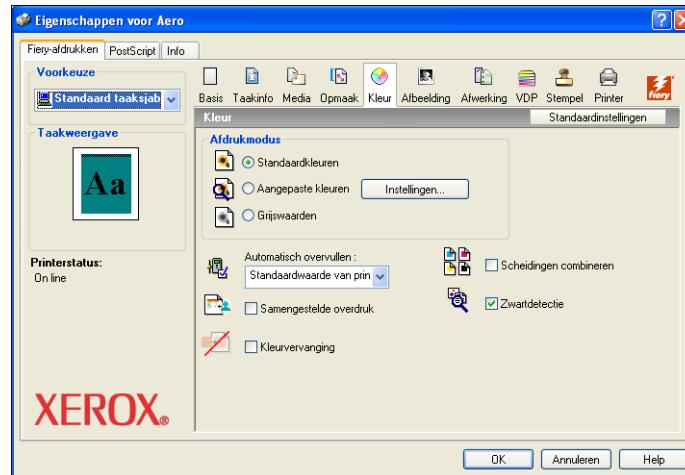 Eigenschappen voor Aero
Fiery-afdrukken PostScript Info
Voorkeuze
Standaard taaksjab
Taakweergave
Aa
Printerstatus:
On line
XEROX®
Basis Taakinfo Media Opmaak Kleur Afbeelding Afwerking VDP Stempel Printer
fiery
Kleur Standaardinstellingen
Afdrukmodus
Standaardkleuren
Aangepaste kleuren Instellingen...
Grijswaarden
Automatisch overvullen :
Standaardwaarde van prin
Samengestelde overdruk
Kleurvervanging
Scheidingen combineren
Zwartdetectie
OK Annuleren Help